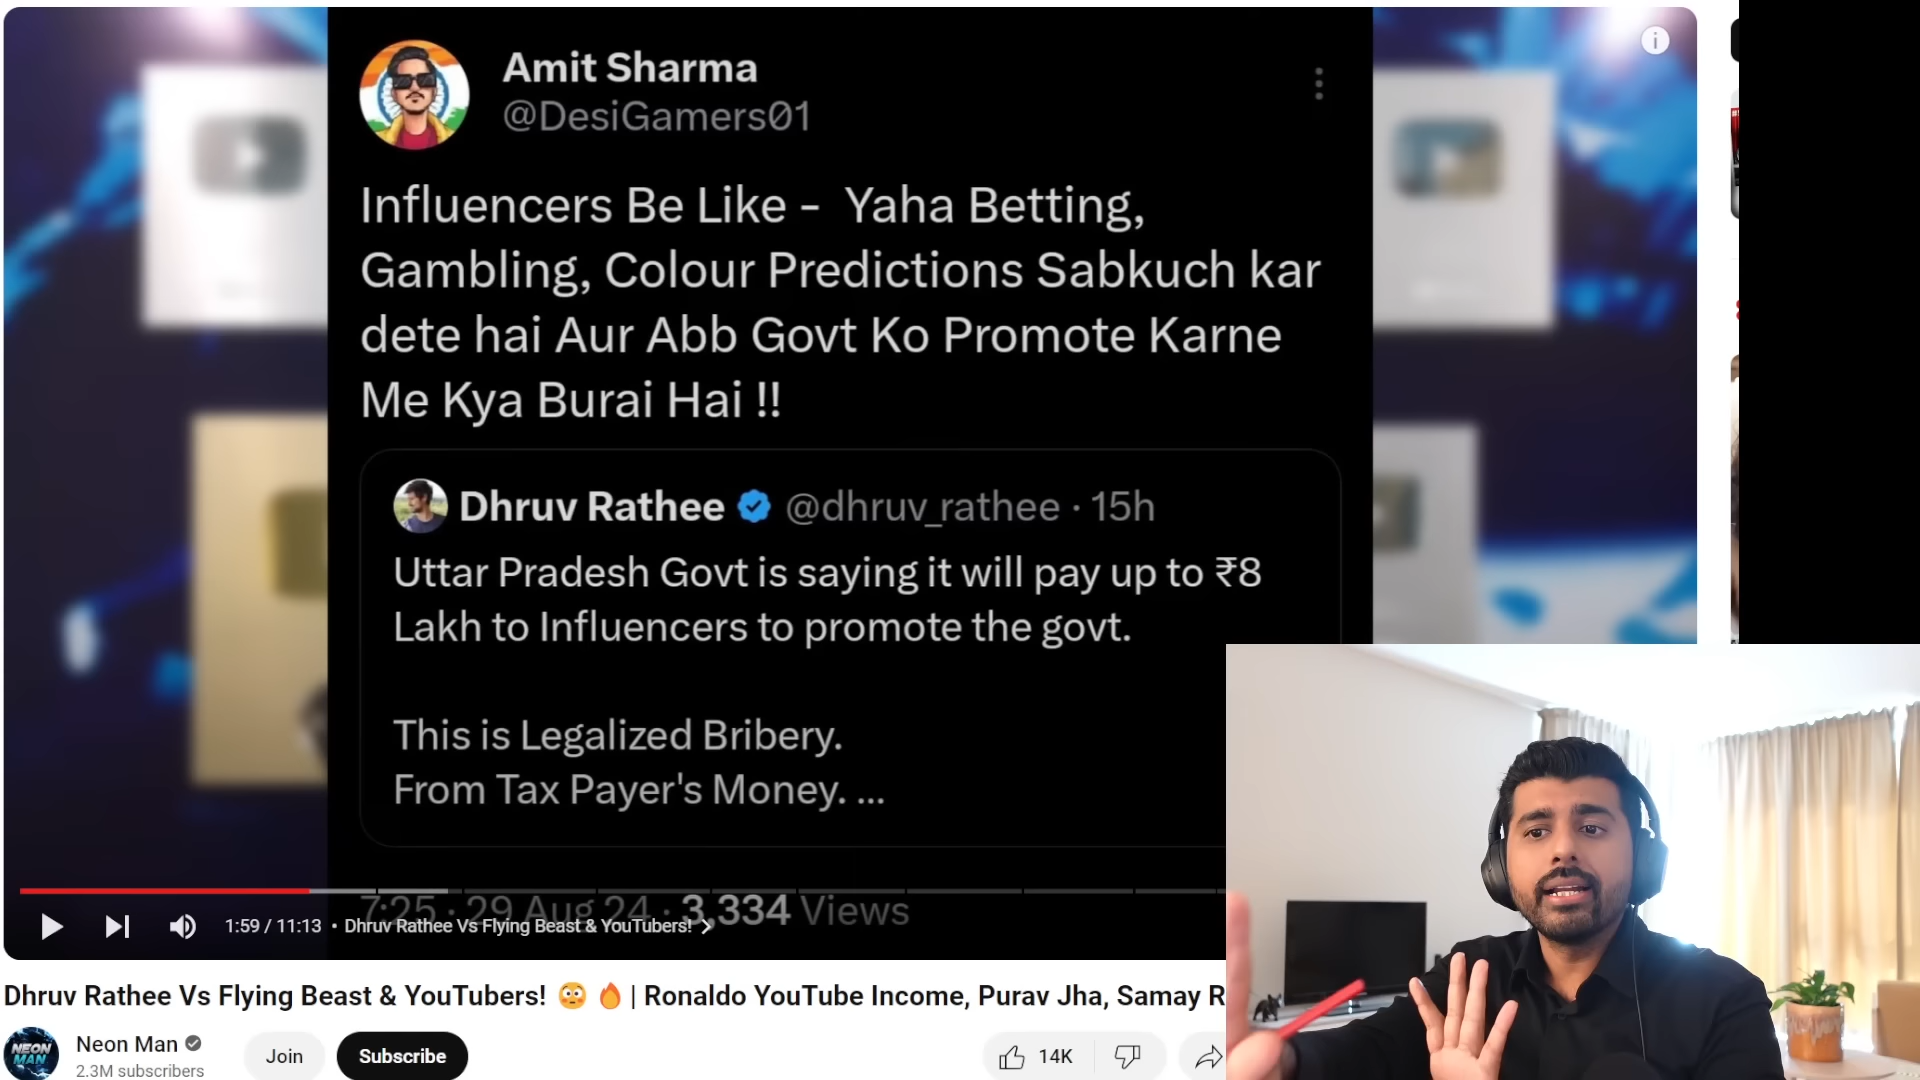 Amit Sharma
@DesiGamers01
Influencers Be Like - Yaha Betting,
Gambling, Colour Predictions Sabkuch kar
dete hai Aur Abb Govt Ko Promote Karne
Me Kya Burai Hai !!
Dhruv Rathee @dhruv_rathee · 15h
Uttar Pradesh Govt is saying it will pay up to ₹8
Lakh to Influencers to promote the govt.
This is Legalized Bribery.
From Tax Payer's Money. ...
7:25 · 29 Aug 24 · 3,334 Views
1:59 / 11:13 • Dhruv Rathee Vs Flying Beast & YouTubers! >
Dhruv Rathee Vs Flying Beast & YouTubers! 😳 🔥 | Ronaldo YouTube Income, Purav Jha, Samay R
NEON MAN
Neon Man
2.3M subscribers
Join
Subscribe
14K